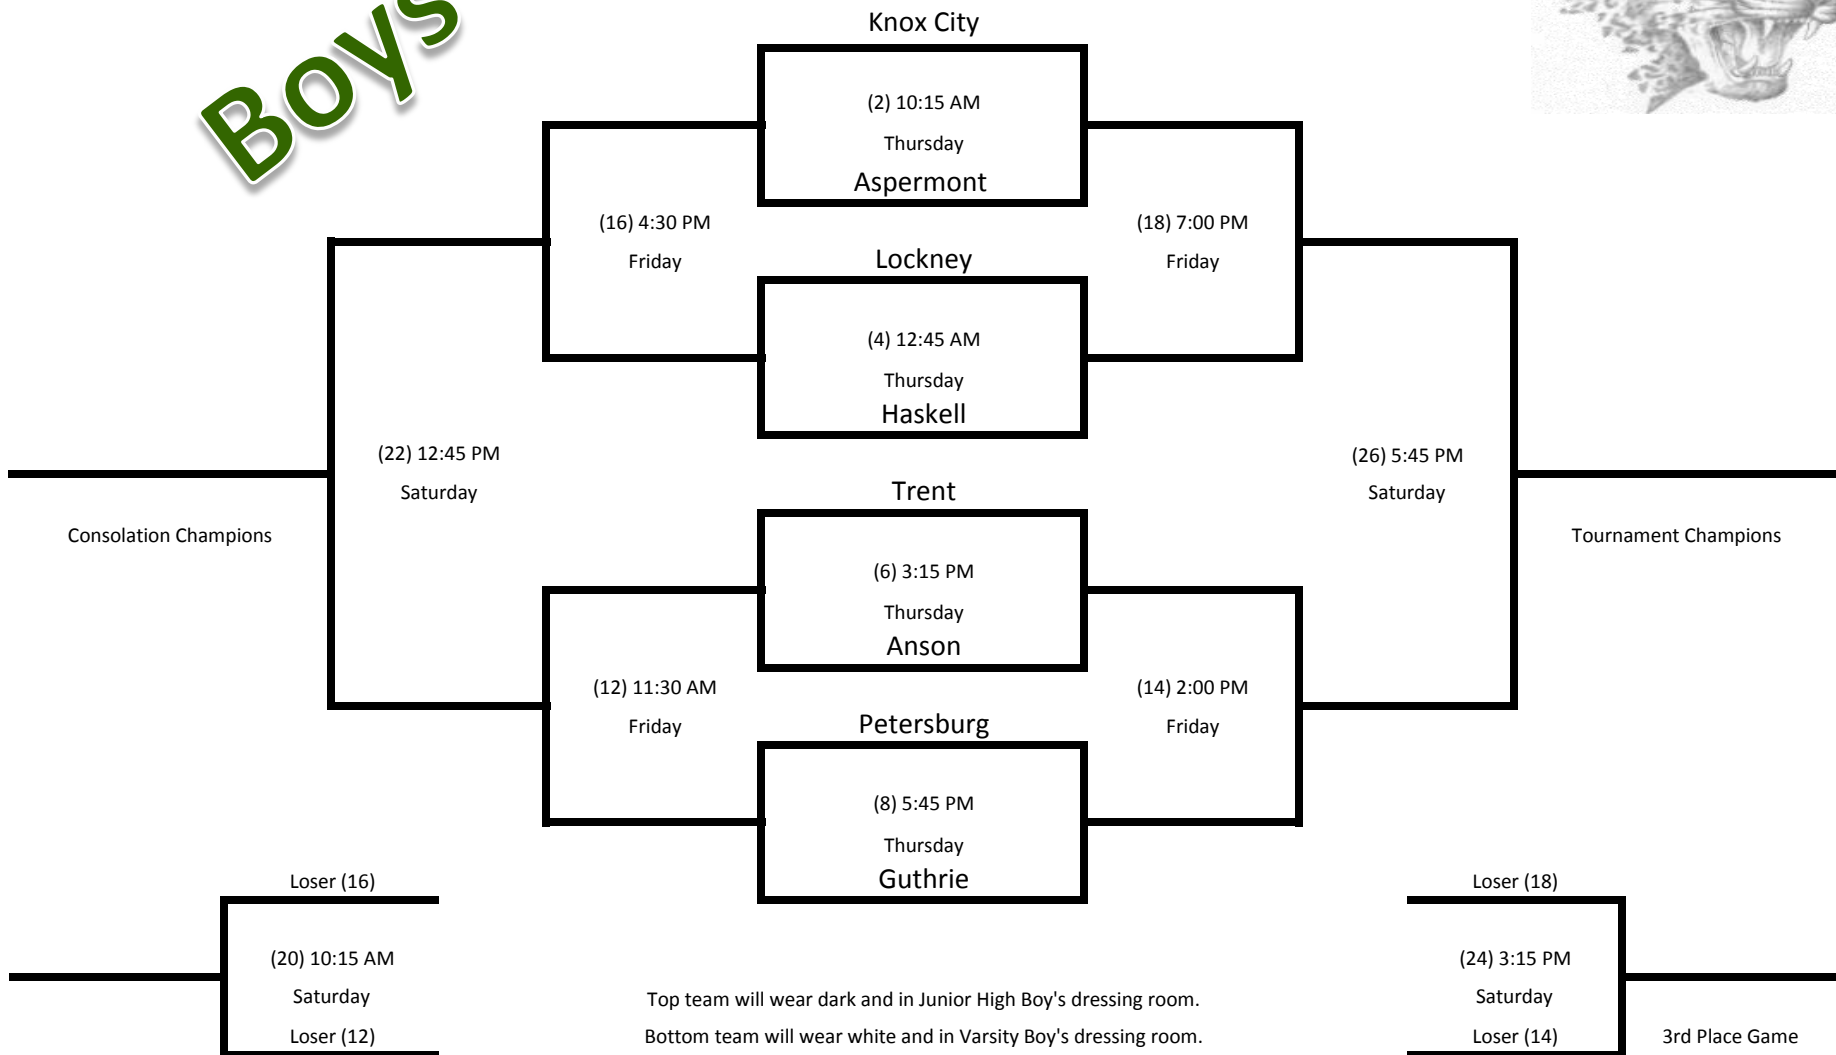 Boys
Knox City
(2) 10:15 AM
Thursday
Aspermont
(16) 4:30 PM
Friday
(18) 7:00 PM
Friday
Lockney
(4) 12:45 AM
Thursday
Haskell
(22) 12:45 PM
Saturday
(26) 5:45 PM
Saturday
Trent
Consolation Champions
Tournament Champions
(6) 3:15 PM
Thursday
Anson
(12) 11:30 AM
Friday
(14) 2:00 PM
Friday
Petersburg
(8) 5:45 PM
Thursday
Guthrie
Loser (16)
(20) 10:15 AM
Saturday
Loser (12)
Top team will wear dark and in Junior High Boy's dressing room.
Bottom team will wear white and in Varsity Boy's dressing room.
Loser (18)
(24) 3:15 PM
Saturday
Loser (14)
3rd Place Game